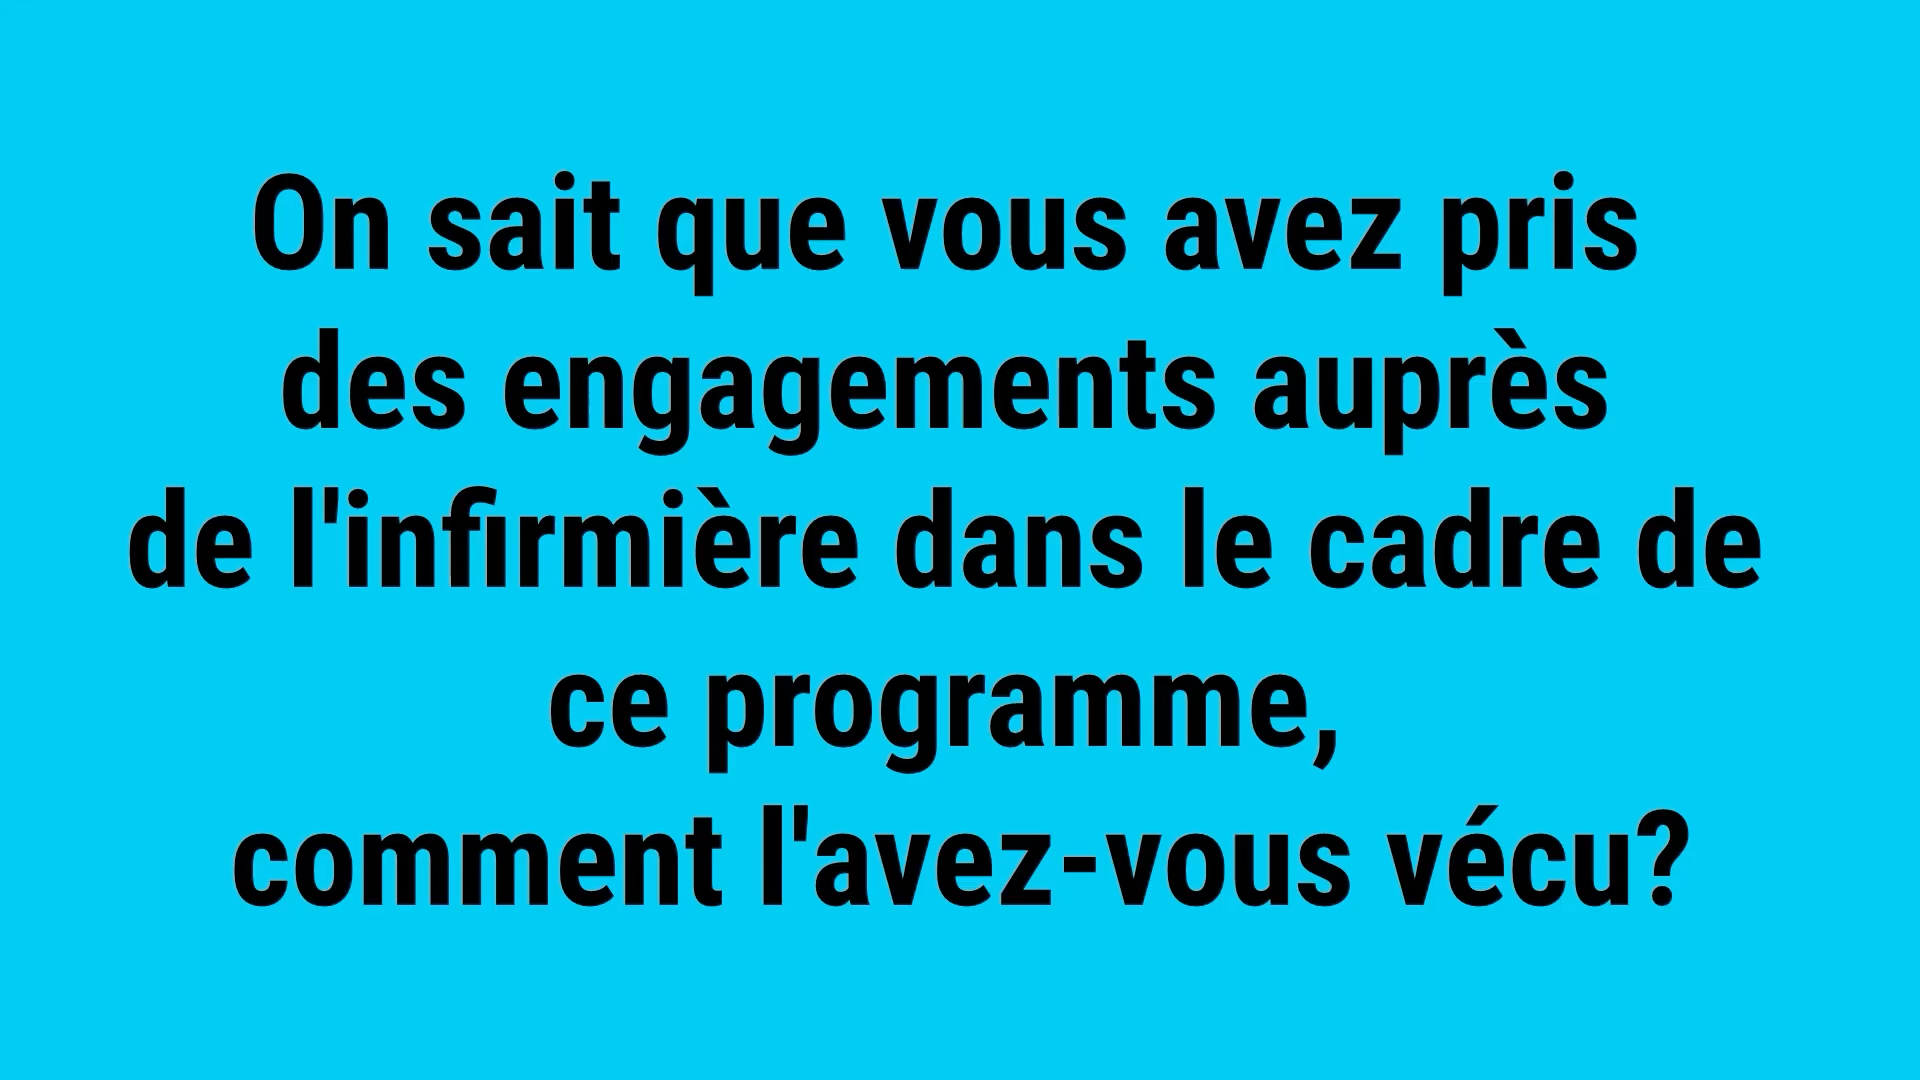 On sait que vous avez pris
des engagements auprès
de l'infirmière dans le cadre de
ce programme,
comment l'avez-vous vécu?